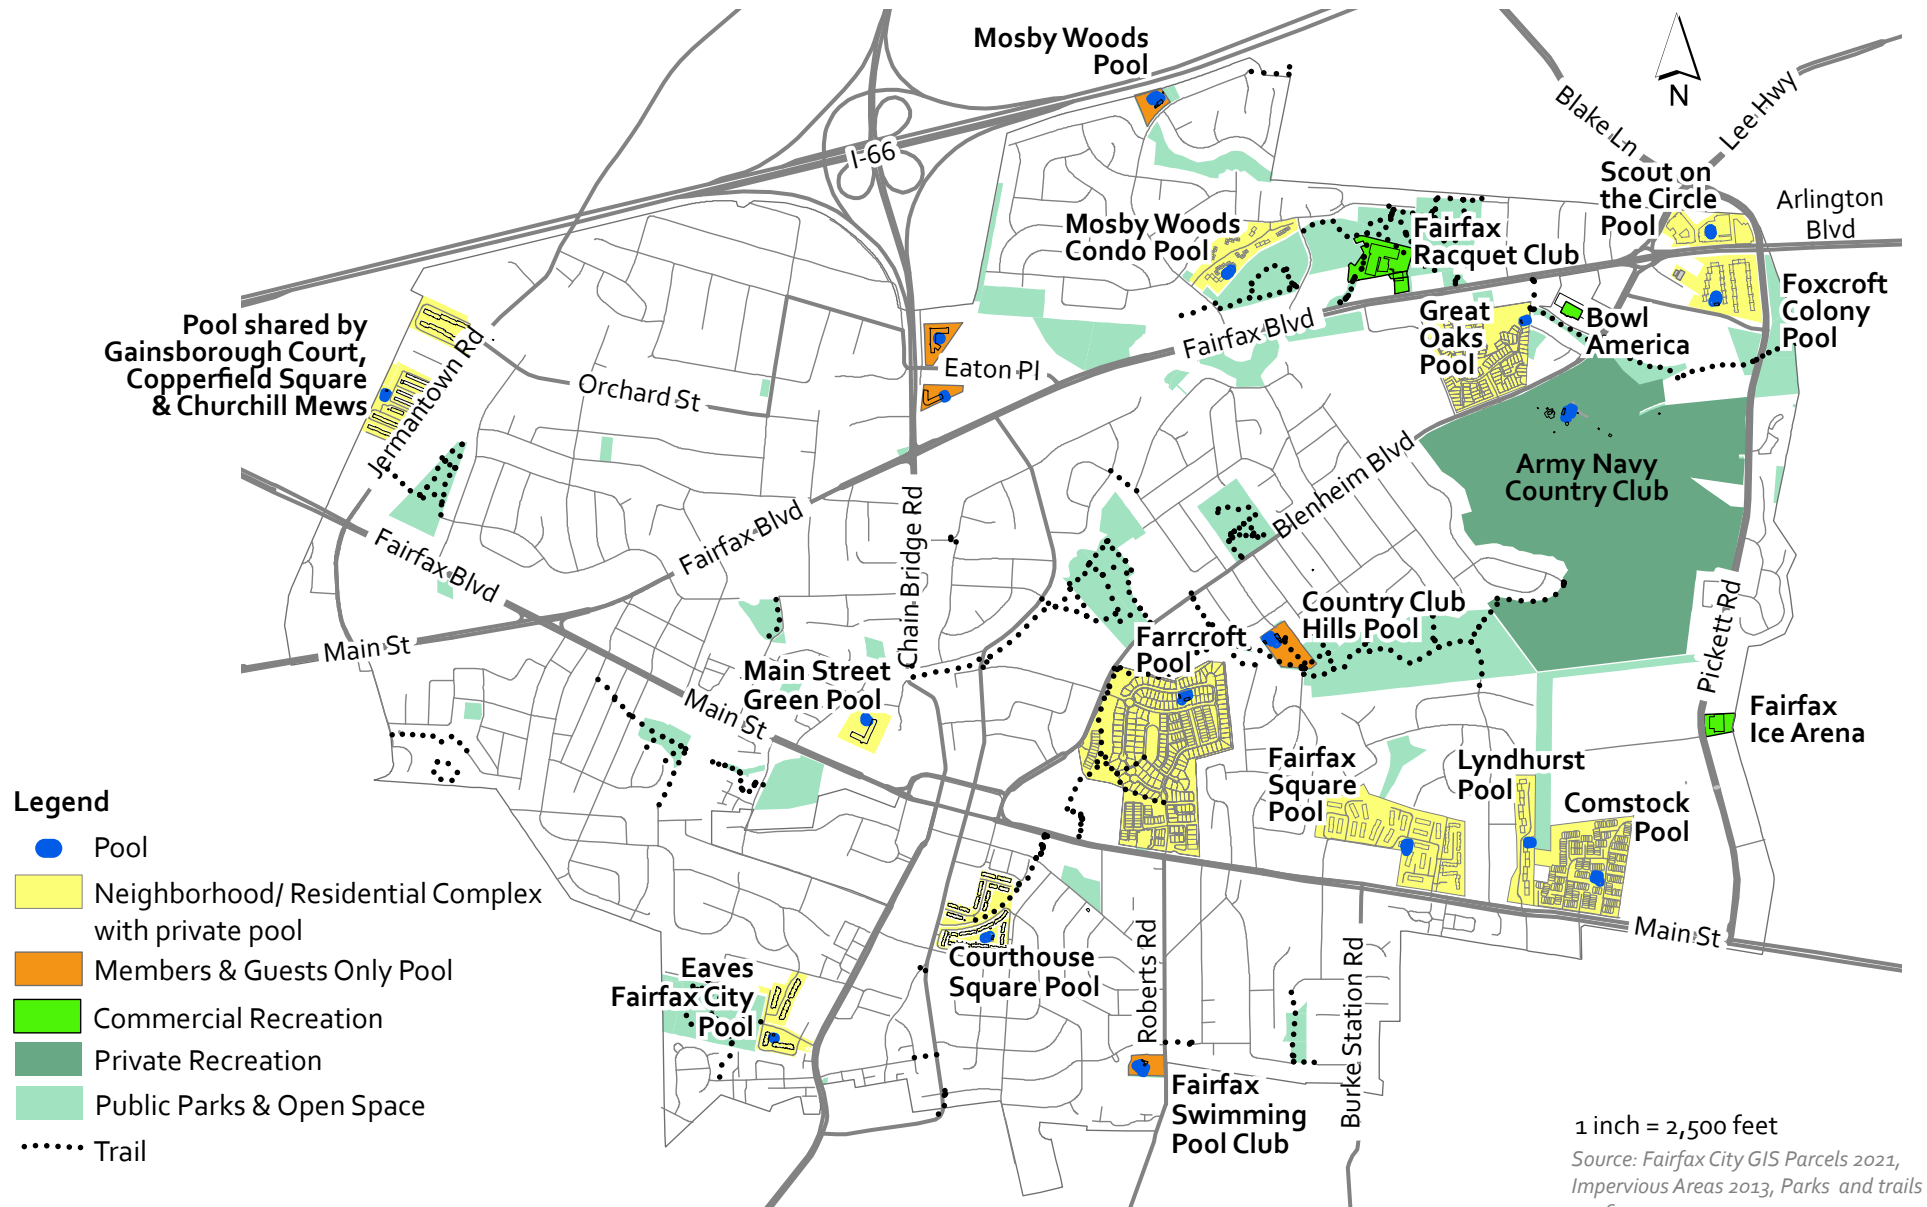 Mosby Woods
Pool
N
Blake Ln
Lee Hwy
I-66
Scout on
the Circle
Pool
Arlington
Blvd
Mosby Woods
Condo Pool
Fairfax
Racquet Club
Foxcroft
Colony
Pool
Great
Oaks
Pool
Bowl
America
Fairfax Blvd
Pool shared by
Gainsborough Court,
Copperfield Square
& Churchill Mews
Jermantown Rd
Orchard St
Eaton Pl
Army Navy
Country Club
Blenheim Blvd
Chain Bridge Rd
Fairfax Blvd
Fairfax Blvd
Main St
Pickett Rd
Country Club
Hills Pool
Farrcroft
Pool
Main Street
Green Pool
Main St
Fairfax
Ice Arena
Fairfax
Square
Pool
Lyndhurst
Pool
Comstock
Pool
Main St
Courthouse
Square Pool
Roberts Rd
Burke Station Rd
Eaves
Fairfax City
Pool
Fairfax
Swimming
Pool Club
Legend
Pool
Neighborhood/ Residential Complex
with private pool
Members & Guests Only Pool
Commercial Recreation
Private Recreation
Public Parks & Open Space
Trail
1 inch = 2,500 feet
Source: Fairfax City GIS Parcels 2021,
Impervious Areas 2013, Parks and trails